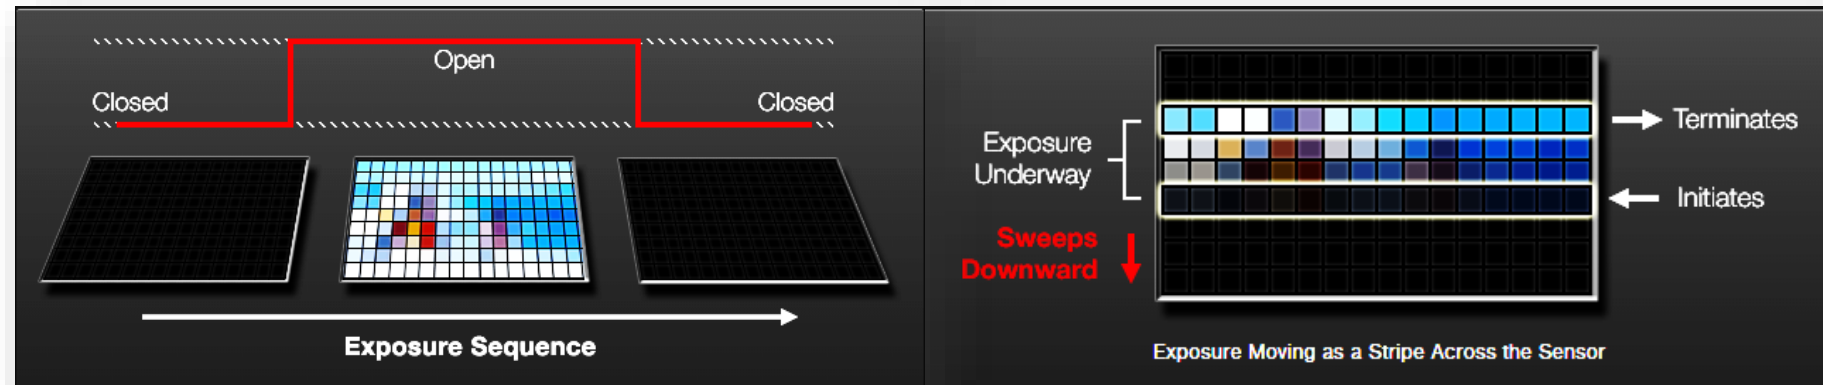 Open
Closed
Closed
Exposure Sequence
Exposure
Underway
Terminates
Initiates
Sweeps
Downward
Exposure Moving as a Stripe Across the Sensor